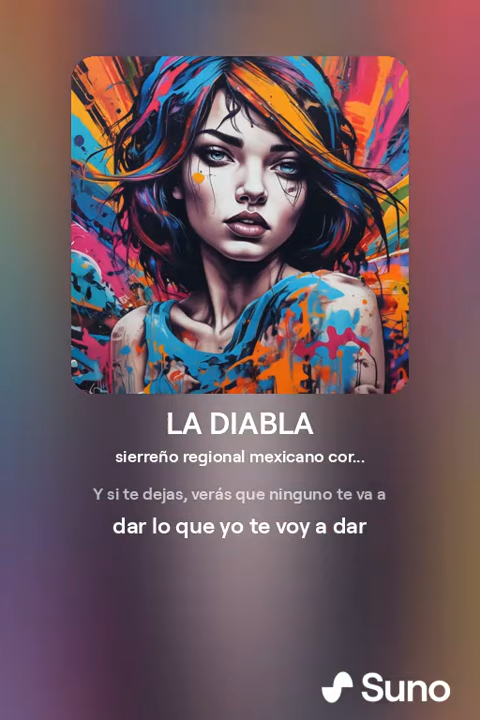 LA DIABLA
sierreño regional mexicano cor...
Y si te dejas, verás que ninguno te va a
dar lo que yo te voy a dar
Suno